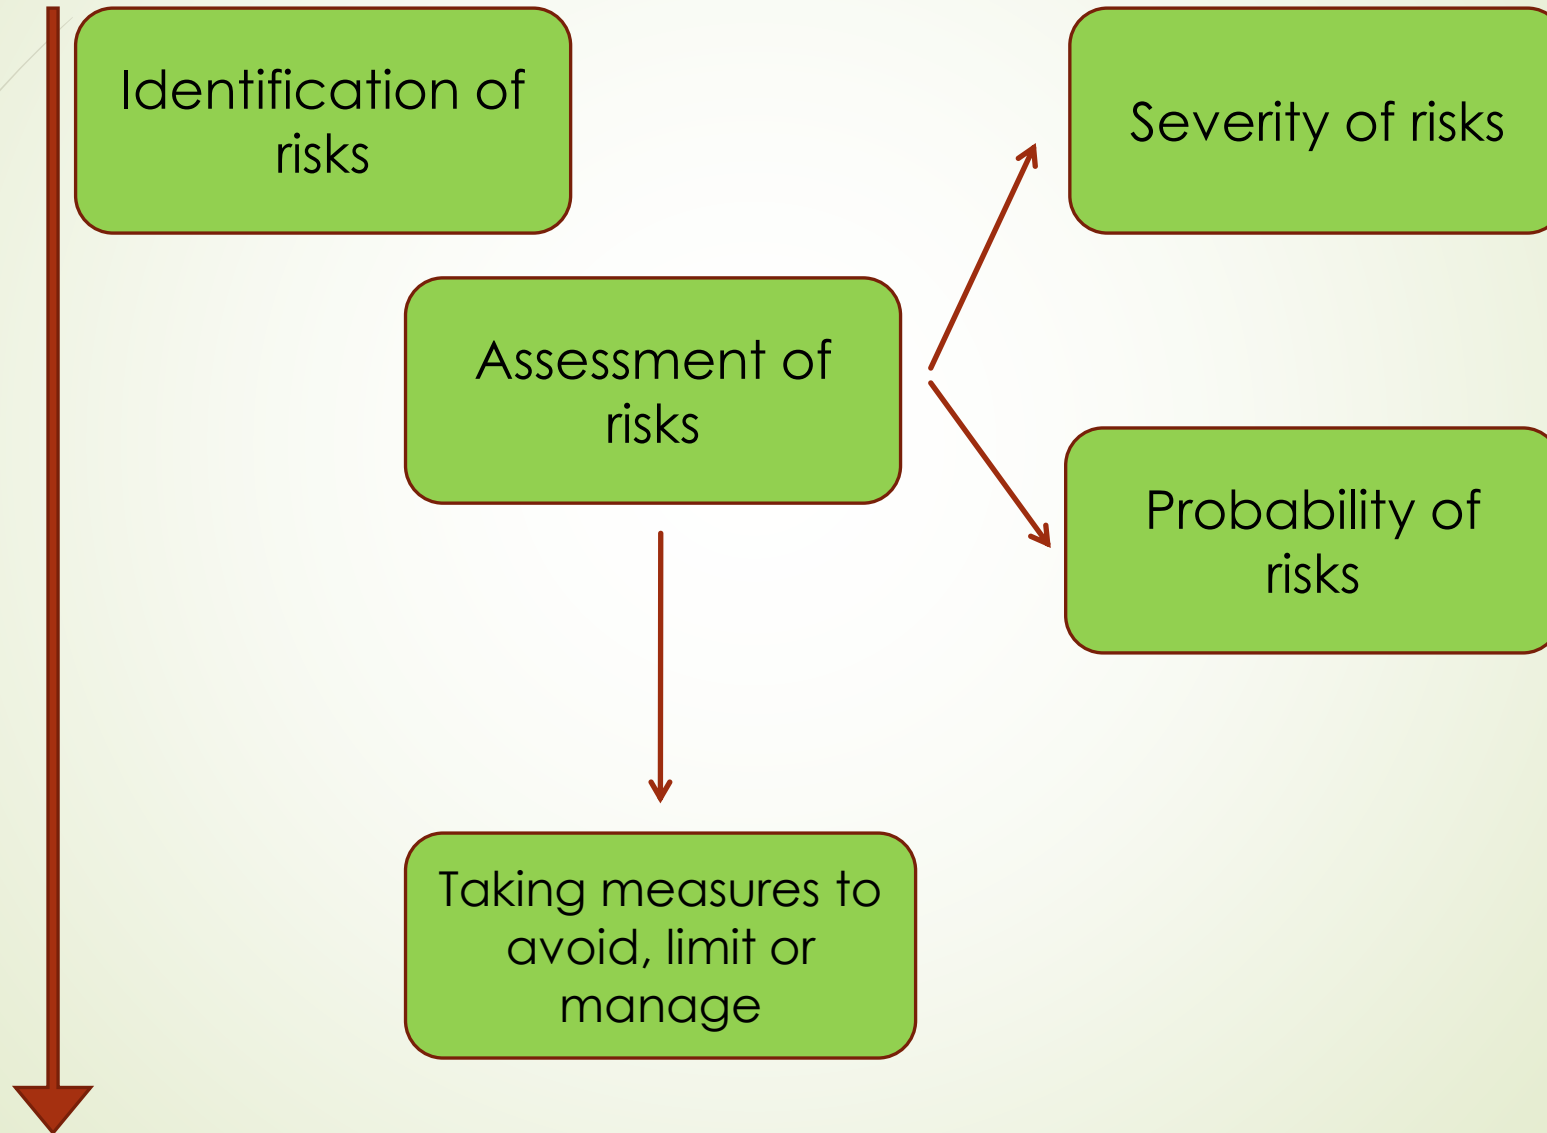 Identification of
risks
Severity of risks
Assessment of
risks
Probability of
risks
Taking measures to
avoid, limit or
manage